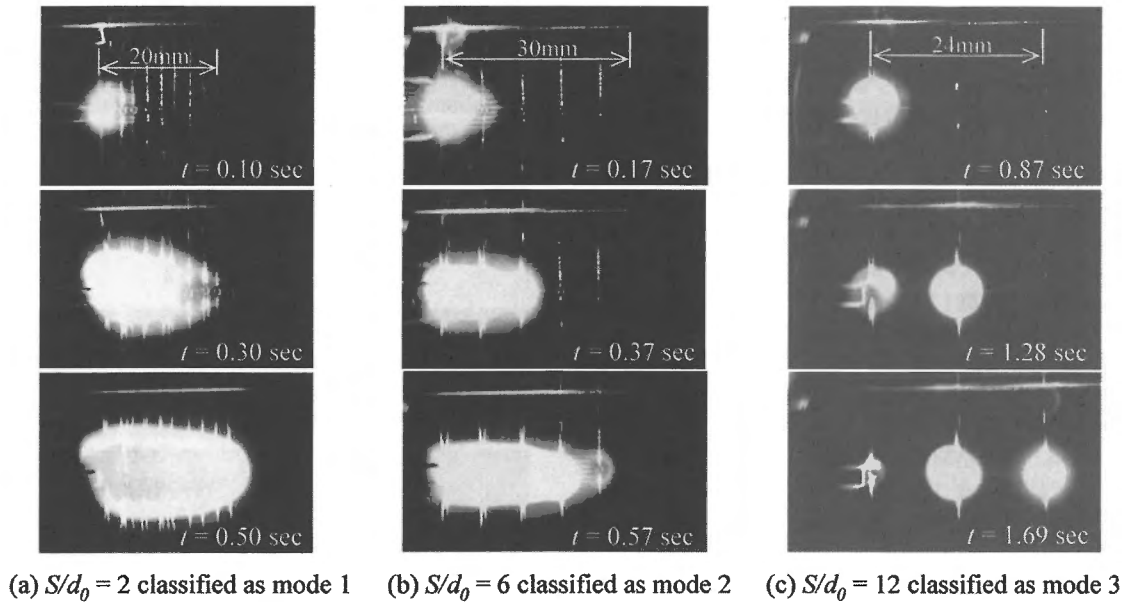 20mm
t = 0.10 sec
t = 0.30 sec
t = 0.50 sec
(a) S/d₀ = 2 classified as mode 1
30mm
t = 0.17 sec
t = 0.37 sec
t = 0.57 sec
(b) S/d₀ = 6 classified as mode 2
24mm
t = 0.87 sec
t = 1.28 sec
t = 1.69 sec
(c) S/d₀ = 12 classified as mode 3